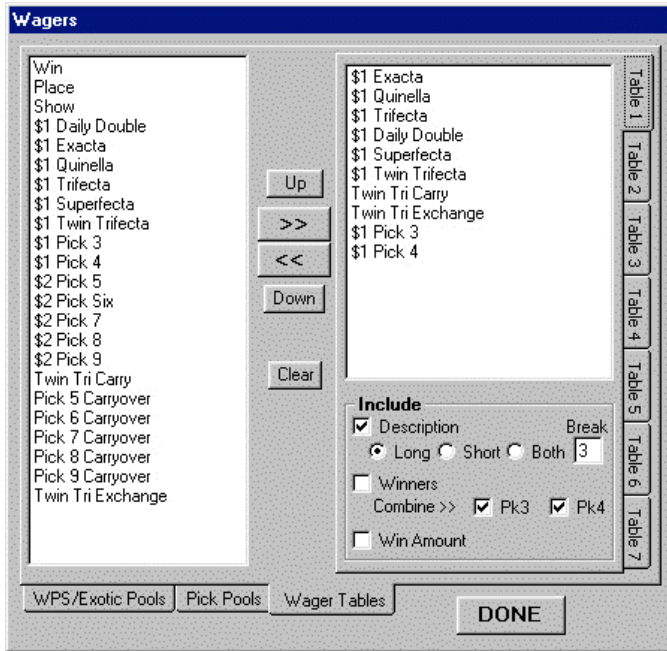 Wagers
Win
Place
Show
$1 Daily Double
$1 Exacta
$1 Quinella
$1 Trifecta
$1 Superfecta
$1 Twin Trifecta
$1 Pick 3
$1 Pick 4
$2 Pick 5
$2 Pick Six
$2 Pick 7
$2 Pick 8
$2 Pick 9
Twin Tri Carry
Pick 5 Carryover
Pick 6 Carryover
Pick 7 Carryover
Pick 8 Carryover
Pick 9 Carryover
Twin Tri Exchange
Up
>>
<<
Down
Clear
$1 Exacta
$1 Quinella
$1 Trifecta
$1 Daily Double
$1 Superfecta
$1 Twin Trifecta
Twin Tri Carry
Twin Tri Exchange
$1 Pick 3
$1 Pick 4
Table 1
Table 2
Table 3
Table 4
Table 5
Table 6
Table 7
Include
Description Break
Long Short Both 3
Winners
Combine >> Pk3 Pk4
Win Amount
WPS/Exotic Pools Pick Pools Wager Tables
DONE